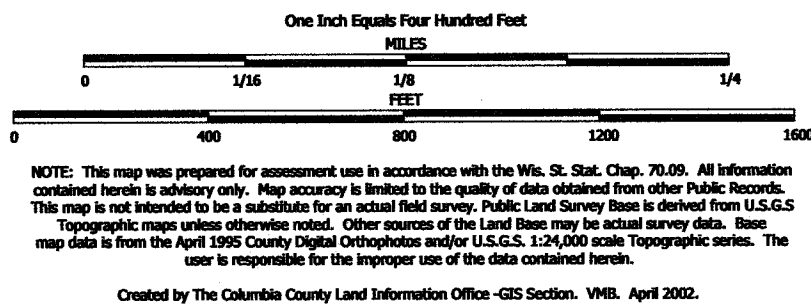 One Inch Equals Four Hundred Feet
MILES
0 1/16 1/8 1/4
FEET
0 400 800 1200 1600
NOTE: This map was prepared for assessment use in accordance with the Wis. St. Stat. Chap. 70.09. All information
contained herein is advisory only. Map accuracy is limited to the quality of data obtained from other Public Records.
This map is not intended to be a substitute for an actual field survey. Public Land Survey Base is derived from U.S.G.S
Topographic maps unless otherwise noted. Other sources of the Land Base may be actual survey data. Base
map data is from the April 1995 County Digital Orthophotos and/or U.S.G.S. 1:24,000 scale Topographic series. The
user is responsible for the improper use of the data contained herein.
Created by The Columbia County Land Information Office -GIS Section. VMB. April 2002.